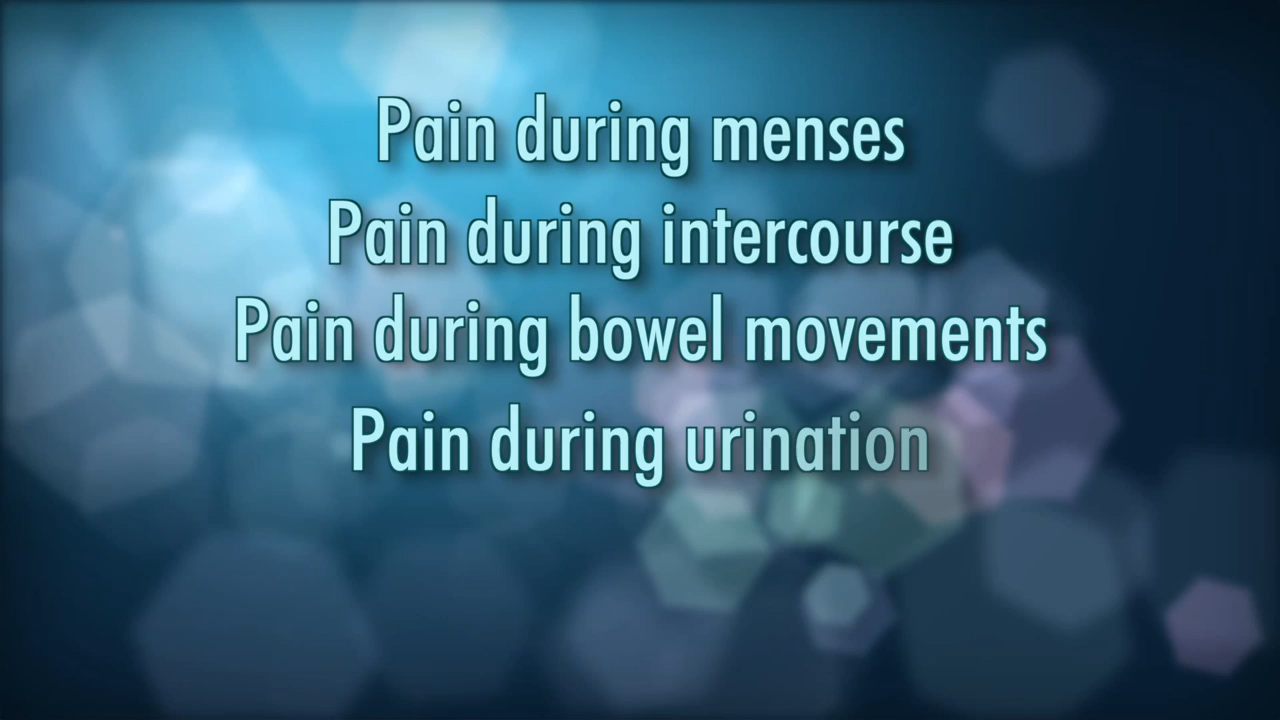 Pain during menses
Pain during intercourse
Pain during bowel movements
Pain during urination